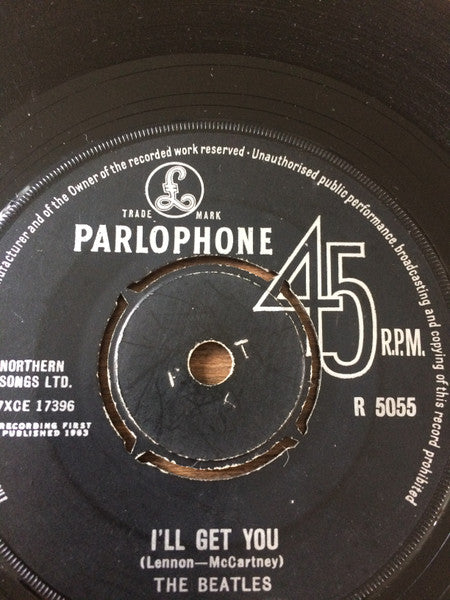 nufacturer and of the Owner of the recorded work reserved · Unauthorised public performance, broadcasting and copying of this record prohibited
£
TRADE MARK
PARLOPHONE
45
R.P.M.
NORTHERN
SONGS LTD.
7XCE 17396
RECORDING FIRST
PUBLISHED 1963
R 5055
T
K
I'LL GET YOU
(Lennon—McCartney)
THE BEATLES